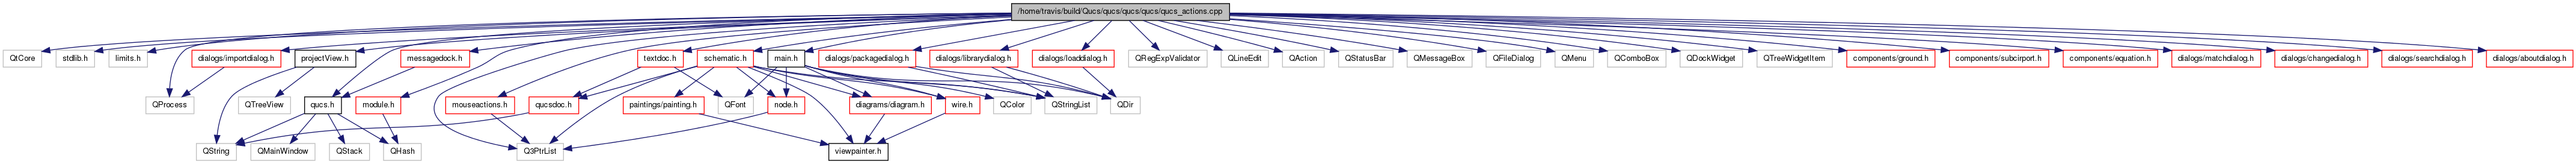 /home/travis/build/Qucs/qucs/qucs/qucs/qucs_actions.cpp
QtCore
stdlib.h
limits.h
dialogs/importdialog.h
projectView.h
messagedock.h
textdoc.h
schematic.h
main.h
dialogs/packagedialog.h
dialogs/librarydialog.h
dialogs/loaddialog.h
QRegExpValidator
QLineEdit
QAction
QStatusBar
QMessageBox
QFileDialog
QMenu
QComboBox
QDockWidget
QTreeWidgetItem
components/ground.h
components/subcirport.h
components/equation.h
dialogs/matchdialog.h
dialogs/changedialog.h
dialogs/searchdialog.h
dialogs/aboutdialog.h
QProcess
QTreeView
qucs.h
module.h
mouseactions.h
qucsdoc.h
paintings/painting.h
QFont
node.h
diagrams/diagram.h
wire.h
QColor
QStringList
QDir
QString
QMainWindow
QStack
QHash
Q3PtrList
viewpainter.h